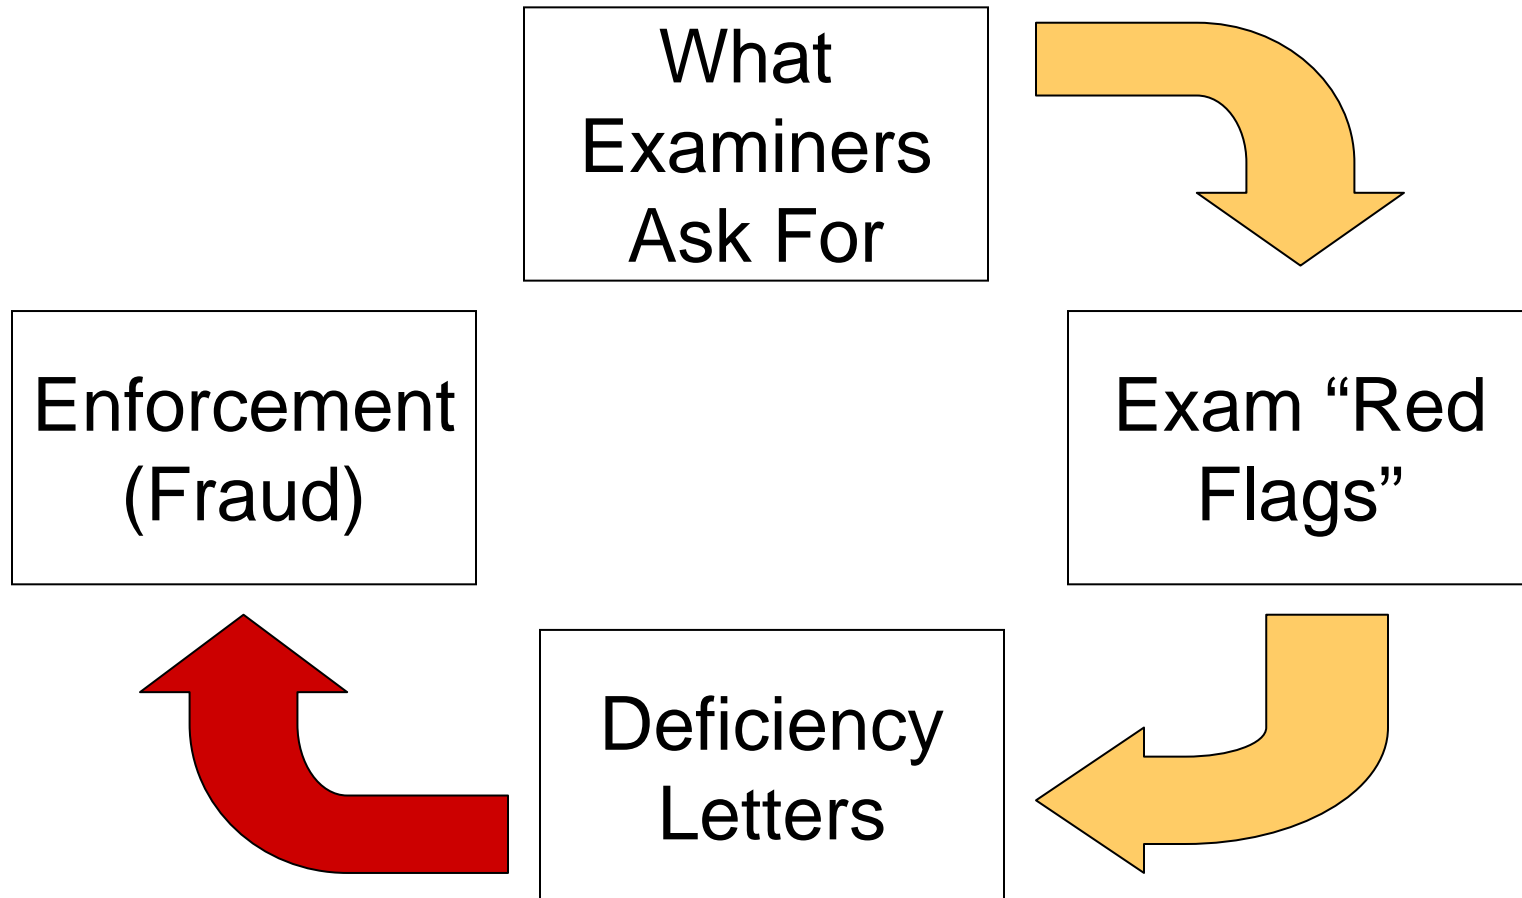 What
Examiners
Ask For
Exam “Red
Flags”
Deficiency
Letters
Enforcement
(Fraud)